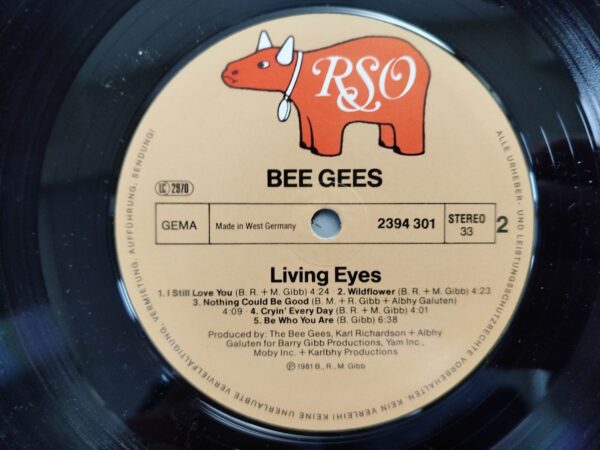 RSO
BEE GEES
LC 2970
GEMA
Made in West Germany
2394 301
STEREO
33
2
Living Eyes
1. I Still Love You (B. R. + M. Gibb) 4:24 · 2. Wildflower (B. R. + M. Gibb) 4:23
3. Nothing Could Be Good (B. M. + R. Gibb + Albhy Galuten)
4:09 · 4. Cryin' Every Day (B. R. + M. Gibb) 4:01
5. Be Who You Are (B. Gibb) 6:38
Produced by: The Bee Gees, Karl Richardson + Albhy
Galuten for Barry Gibb Productions, Yam Inc.,
Moby Inc. + Karlbhy Productions
℗ 1981 B., R., M. Gibb
ALLE URHEBER- UND LEISTUNGSSCHUTZRECHTE VORBEHALTEN. KEIN VERLEIH! KEINE UNERLAUBTE VERVIELFÄLTIGUNG, VERMIETUNG, AUFFÜHRUNG, SENDUNG!